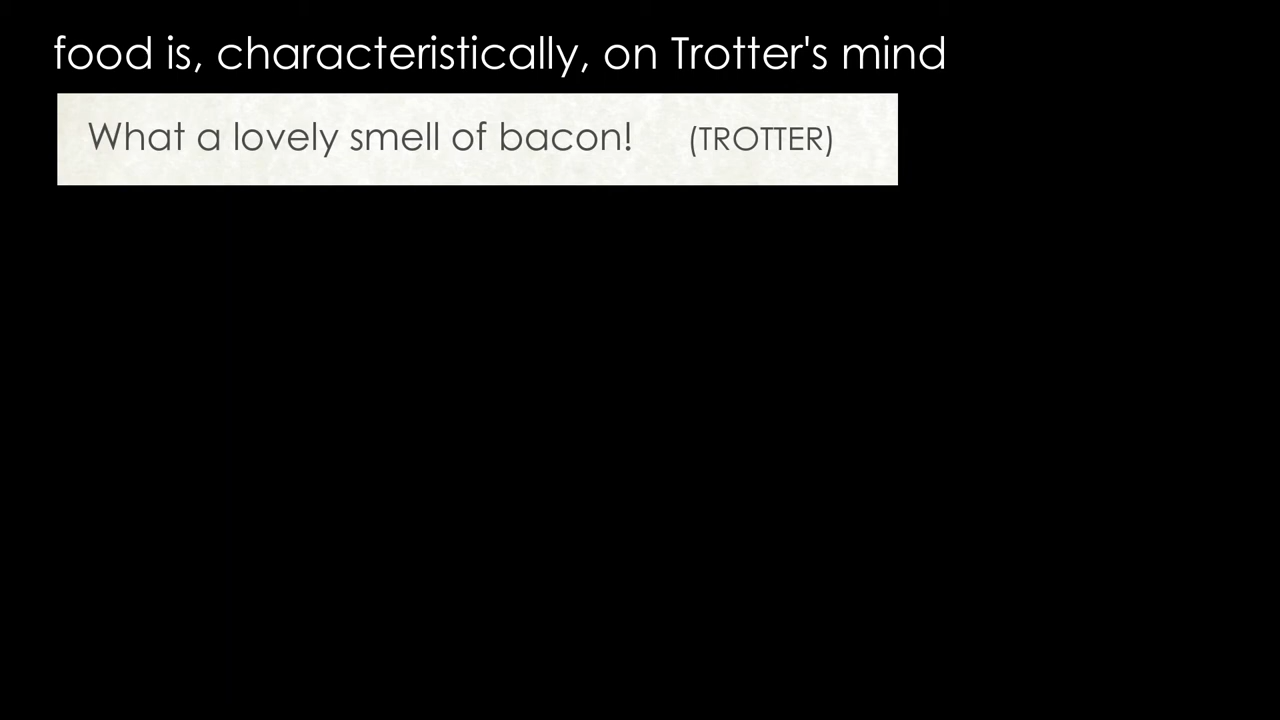 food is, characteristically, on Trotter's mind
What a lovely smell of bacon! (TROTTER)